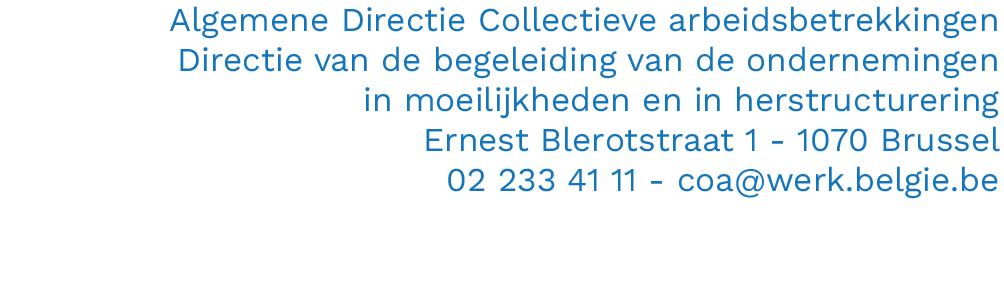 Algemene Directie Collectieve arbeidsbetrekkingen
Directie van de begeleiding van de ondernemingen
in moeilijkheden en in herstructurering
Ernest Blerotstraat 1 - 1070 Brussel
02 233 41 11 - coa@werk.belgie.be